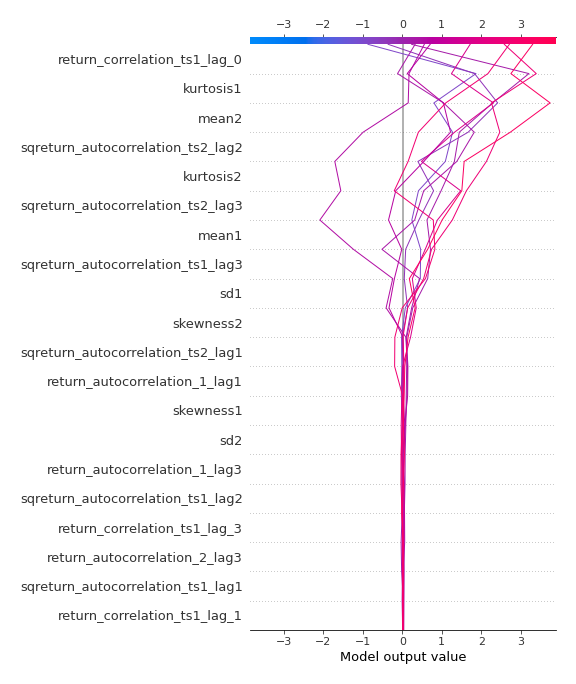 −3 −2 −1 0 1 2 3
return_correlation_ts1_lag_0
kurtosis1
mean2
sqreturn_autocorrelation_ts2_lag2
kurtosis2
sqreturn_autocorrelation_ts2_lag3
mean1
sqreturn_autocorrelation_ts1_lag3
sd1
skewness2
sqreturn_autocorrelation_ts2_lag1
return_autocorrelation_1_lag1
skewness1
sd2
return_autocorrelation_1_lag3
sqreturn_autocorrelation_ts1_lag2
return_correlation_ts1_lag_3
return_autocorrelation_2_lag3
sqreturn_autocorrelation_ts1_lag1
return_correlation_ts1_lag_1
−3 −2 −1 0 1 2 3
Model output value